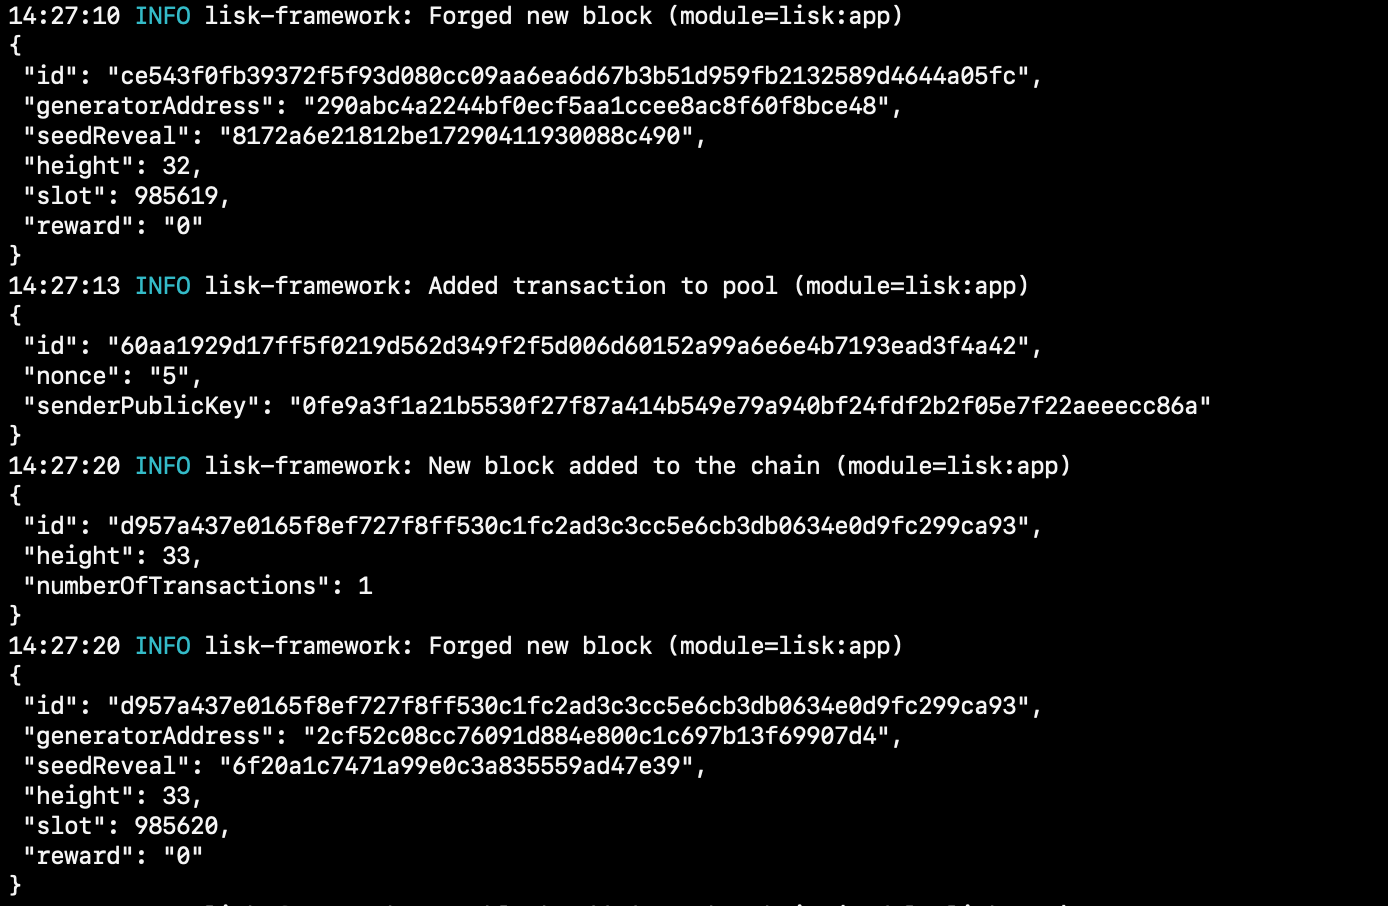 14:27:10 INFO lisk-framework: Forged new block (module=lisk:app)
{
"id": "ce543f0fb39372f5f93d080cc09aa6ea6d67b3b51d959fb2132589d4644a05fc",
"generatorAddress": "290abc4a2244bf0ecf5aa1ccee8ac8f60f8bce48",
"seedReveal": "8172a6e21812be17290411930088c490",
"height": 32,
"slot": 985619,
"reward": "0"
}
14:27:13 INFO lisk-framework: Added transaction to pool (module=lisk:app)
{
"id": "60aa1929d17ff5f0219d562d349f2f5d006d60152a99a6e6e4b7193ead3f4a42",
"nonce": "5",
"senderPublicKey": "0fe9a3f1a21b5530f27f87a414b549e79a940bf24fdf2b2f05e7f22aeeecc86a"
}
14:27:20 INFO lisk-framework: New block added to the chain (module=lisk:app)
{
"id": "d957a437e0165f8ef727f8ff530c1fc2ad3c3cc5e6cb3db0634e0d9fc299ca93",
"height": 33,
"numberOfTransactions": 1
}
14:27:20 INFO lisk-framework: Forged new block (module=lisk:app)
{
"id": "d957a437e0165f8ef727f8ff530c1fc2ad3c3cc5e6cb3db0634e0d9fc299ca93",
"generatorAddress": "2cf52c08cc76091d884e800c1c697b13f69907d4",
"seedReveal": "6f20a1c7471a99e0c3a835559ad47e39",
"height": 33,
"slot": 985620,
"reward": "0"
}